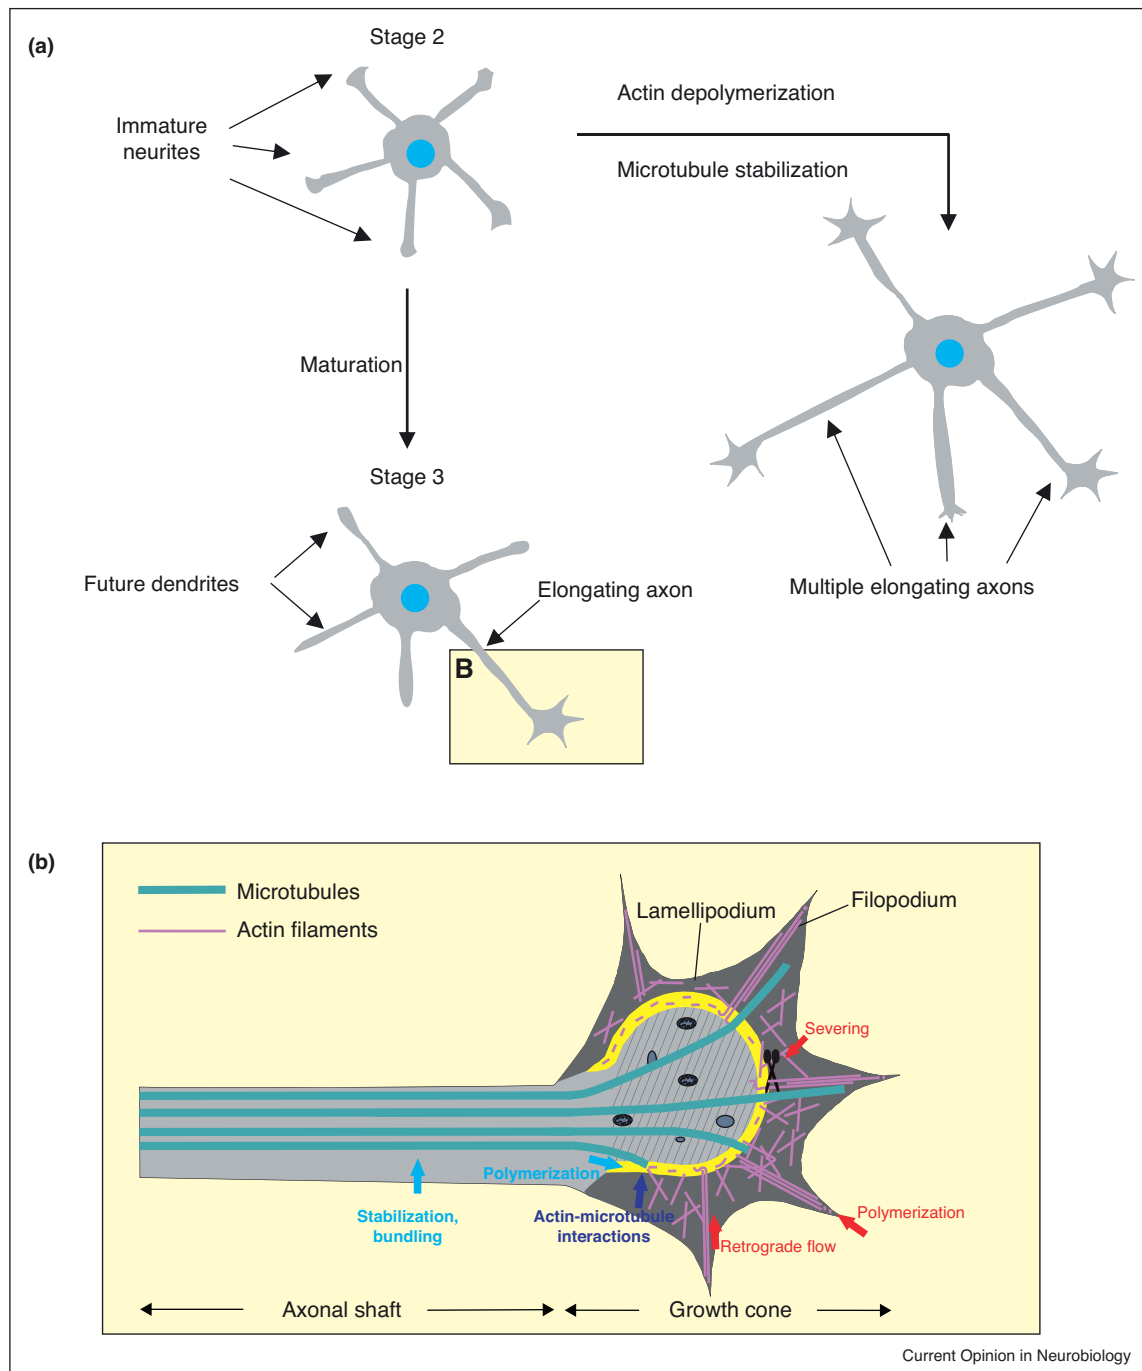 (a)
Stage 2
Immature
neurites
Actin depolymerization
Microtubule stabilization
Maturation
Stage 3
Future dendrites
Elongating axon
Multiple elongating axons
B
(b)
Microtubules
Actin filaments
Lamellipodium
Filopodium
Severing
Polymerization
Stabilization,
bundling
Actin-microtubule
interactions
Polymerization
Retrograde flow
Axonal shaft
Growth cone
Current Opinion in Neurobiology